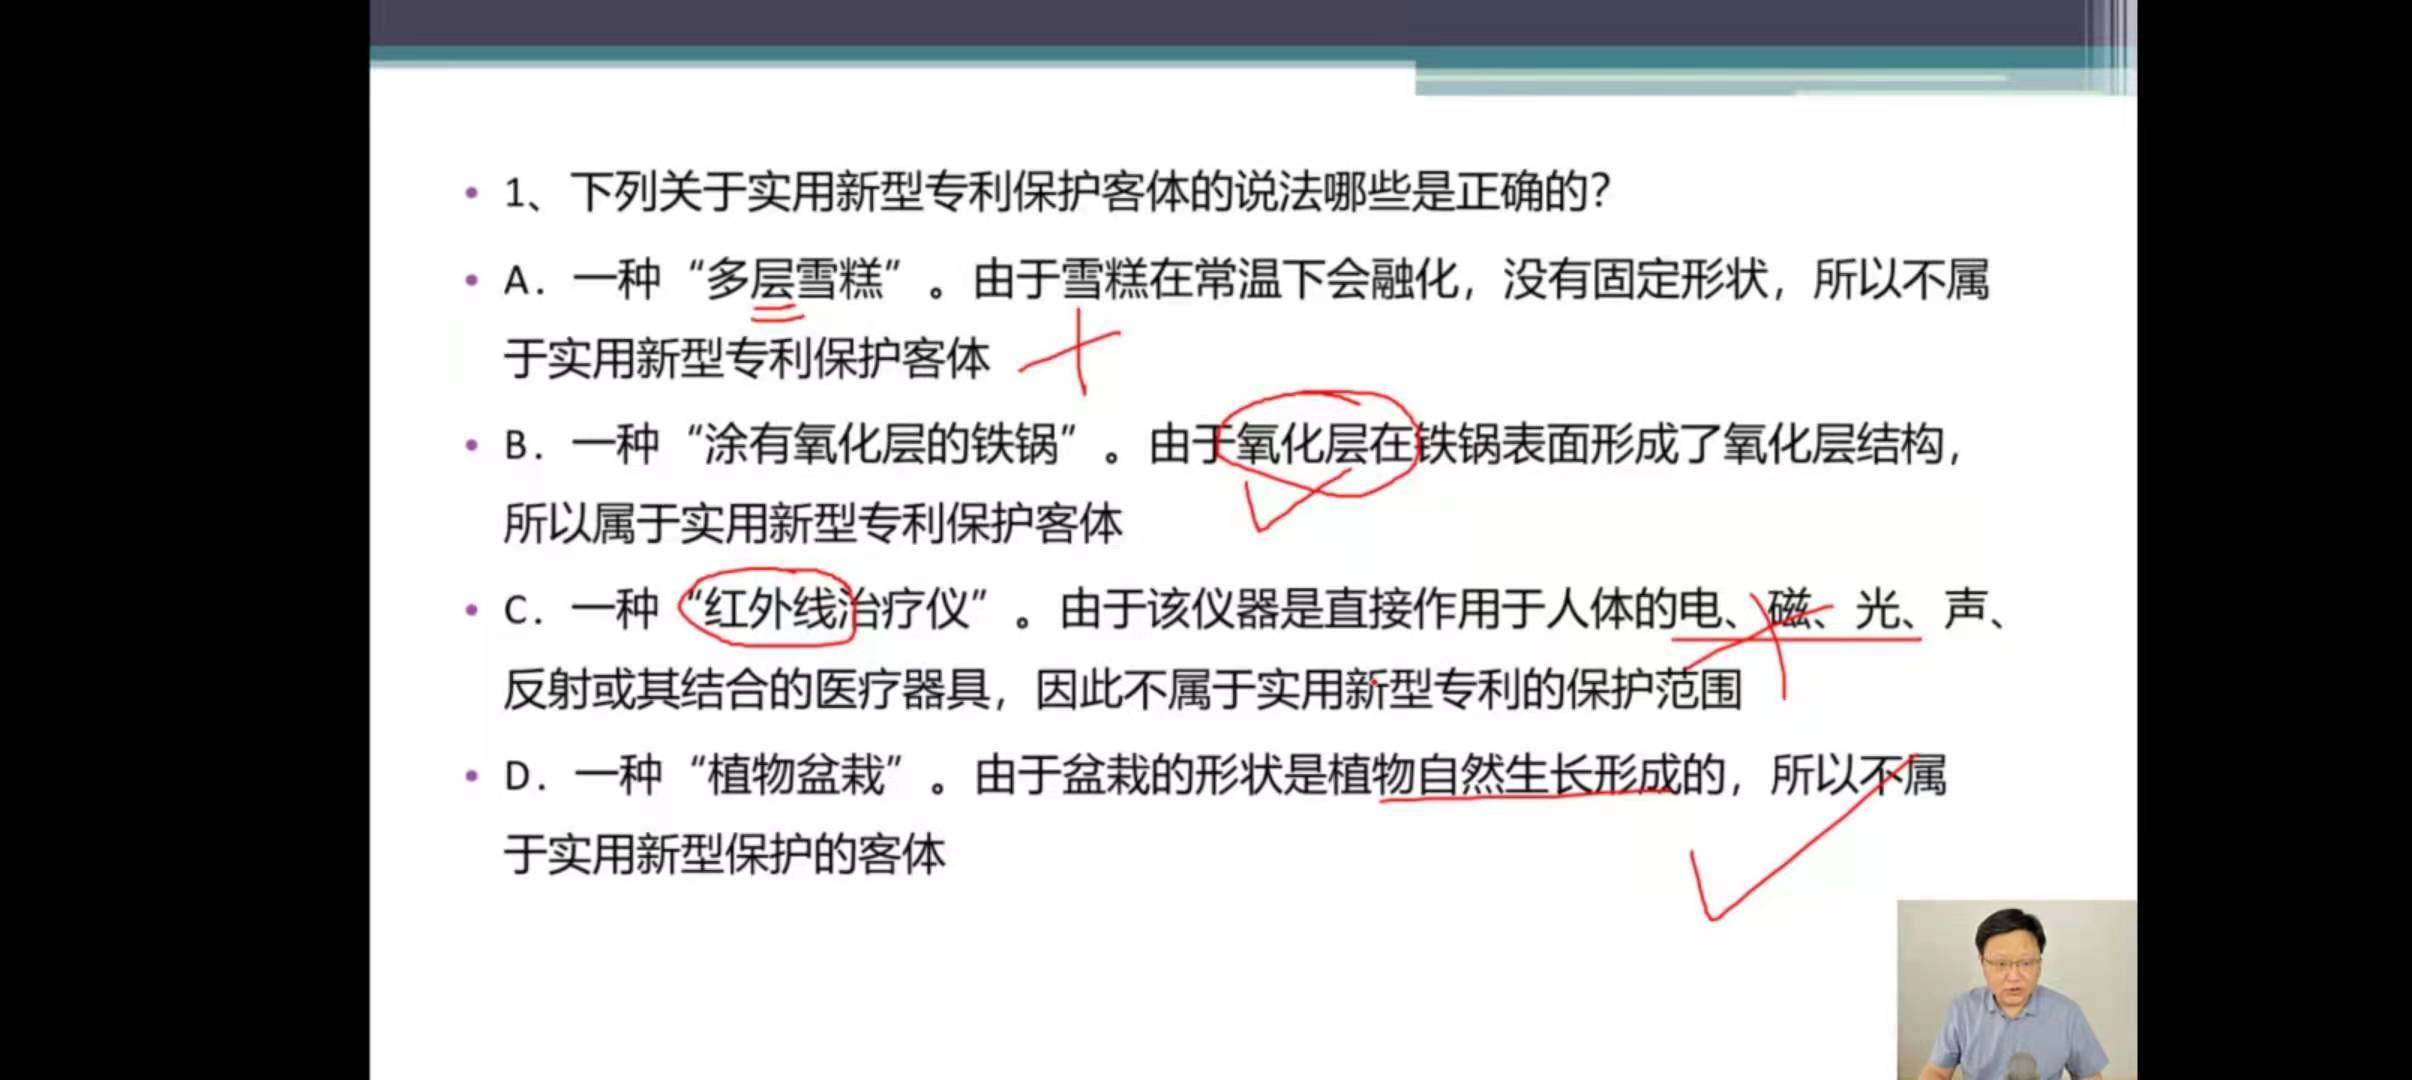 • 1、下列关于实用新型专利保护客体的说法哪些是正确的?
• A. 一种“多层雪糕”。由于雪糕在常温下会融化，没有固定形状，所以不属
于实用新型专利保护客体
• B. 一种“涂有氧化层的铁锅”。由于氧化层在铁锅表面形成了氧化层结构，
所以属于实用新型专利保护客体
• C. 一种“红外线治疗仪”。由于该仪器是直接作用于人体的电、磁、光、声、
反射或其结合的医疗器具，因此不属于实用新型专利的保护范围
• D. 一种“植物盆栽”。由于盆栽的形状是植物自然生长形成的，所以不属
于实用新型保护的客体